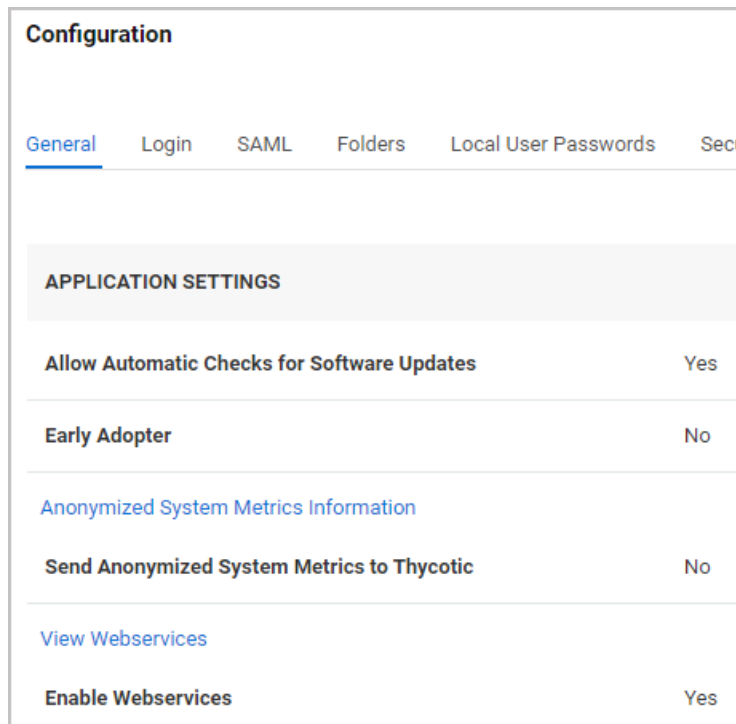 Configuration
General Login SAML Folders Local User Passwords
APPLICATION SETTINGS
Allow Automatic Checks for Software Updates Yes
Early Adopter No
Anonymized System Metrics Information
Send Anonymized System Metrics to Thycotic No
View Webservices
Enable Webservices Yes